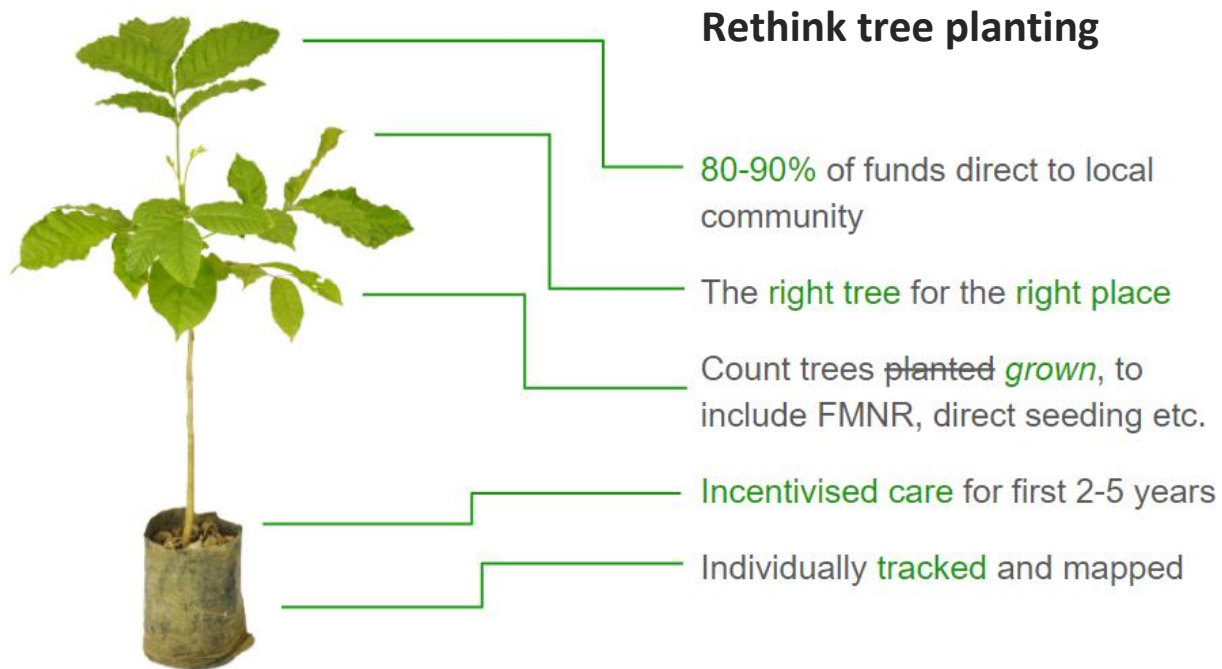 Rethink tree planting
80-90% of funds direct to local
community
The right tree for the right place
Count trees planted grown, to
include FMNR, direct seeding etc.
Incentivised care for first 2-5 years
Individually tracked and mapped